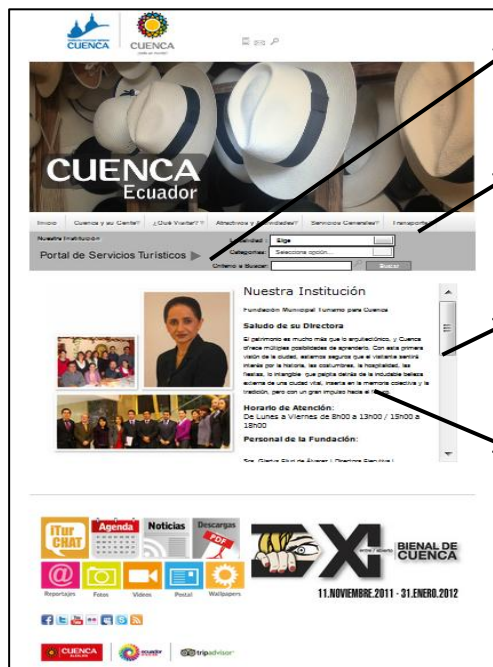 CUENCA
CUENCA
CUENCA
Ecuador
Inicio Cuenca y su Gente? ¿Qué Visitar? Atractivos y Actividades? Servicios Generales? Transporte
Nuestra Institución
Portal de Servicios Turísticos
Elige
Categorías: Seleccione opción...
Criterio a Buscar: Buscar
Nuestra Institución
Fundación Municipal Turismo para Cuenca
Saludo de su Directora
El patrimonio es mucho más que lo arquitectónico, y Cuenca
ofrece múltiples posibilidades de aprenderlo. Con esta primera
visión de la ciudad, estamos seguros que el visitante sentirá
interés por la historia, las costumbres, la hospitalidad, las
fiestas, lo intangible que palpita detrás de la indudable belleza
externa de una ciudad vital, inserta en la memoria colectiva y la
tradición, pero con un gran impulso hacia el
Horario de Atención:
De Lunes a Viernes de 8h00 a 13h00 / 15h00 a
18h00
Personal de la Fundación:
iTur
CHAT
Agenda Noticias Descargas
PDF
Reportajes Fotos Videos Postal Wallpapers
XI
BIENAL DE
CUENCA
11.NOVIEMBRE.2011 - 31.ENERO.2012
CUENCA
ecuador
tripadvisor